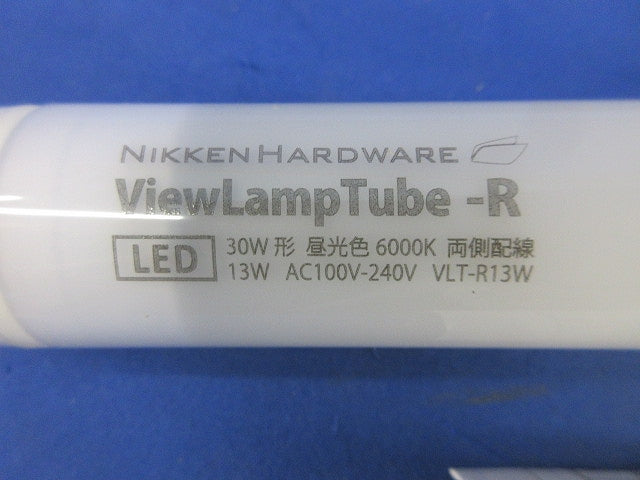 NIKKEN HARDWARE
ViewLampTube -R
LED
30W 形 昼光色 6000K 両側配線
13W AC100V-240V VLT-R13W